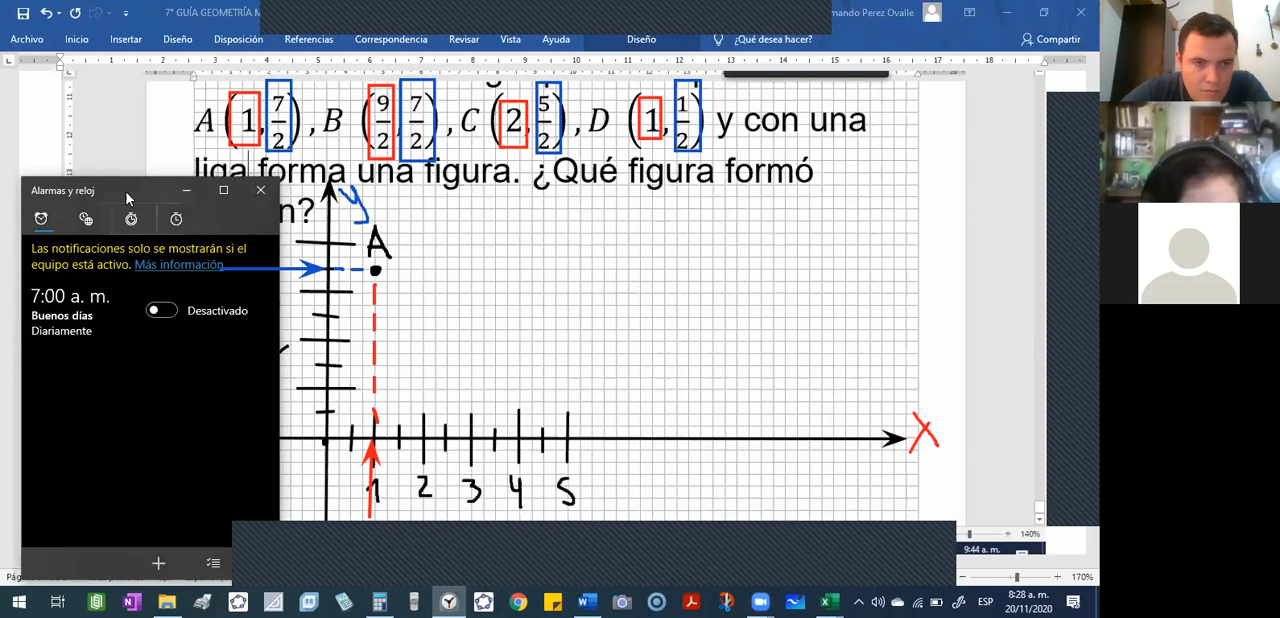 7° GUÍA GEOMETRÍA M
mando Perez Ovalle
Archivo Inicio Insertar Diseño Disposición Referencias Correspondencia Revisar Vista Ayuda Diseño ¿Qué desea hacer? Compartir
A (1, 7/2), B (9/2, 7/2), C (2, 5/2), D (1, 1/2) y con una
liga forma una figura. ¿Qué figura formó
n?
Alarmas y reloj
Las notificaciones solo se mostrarán si el
equipo está activo. Más información
7:00 a. m.
Buenos días
Diariamente
Desactivado
y
A
X
1 2 3 4 5
140%
9:44 a. m.
170%
ESP
8:28 a. m.
20/11/2020